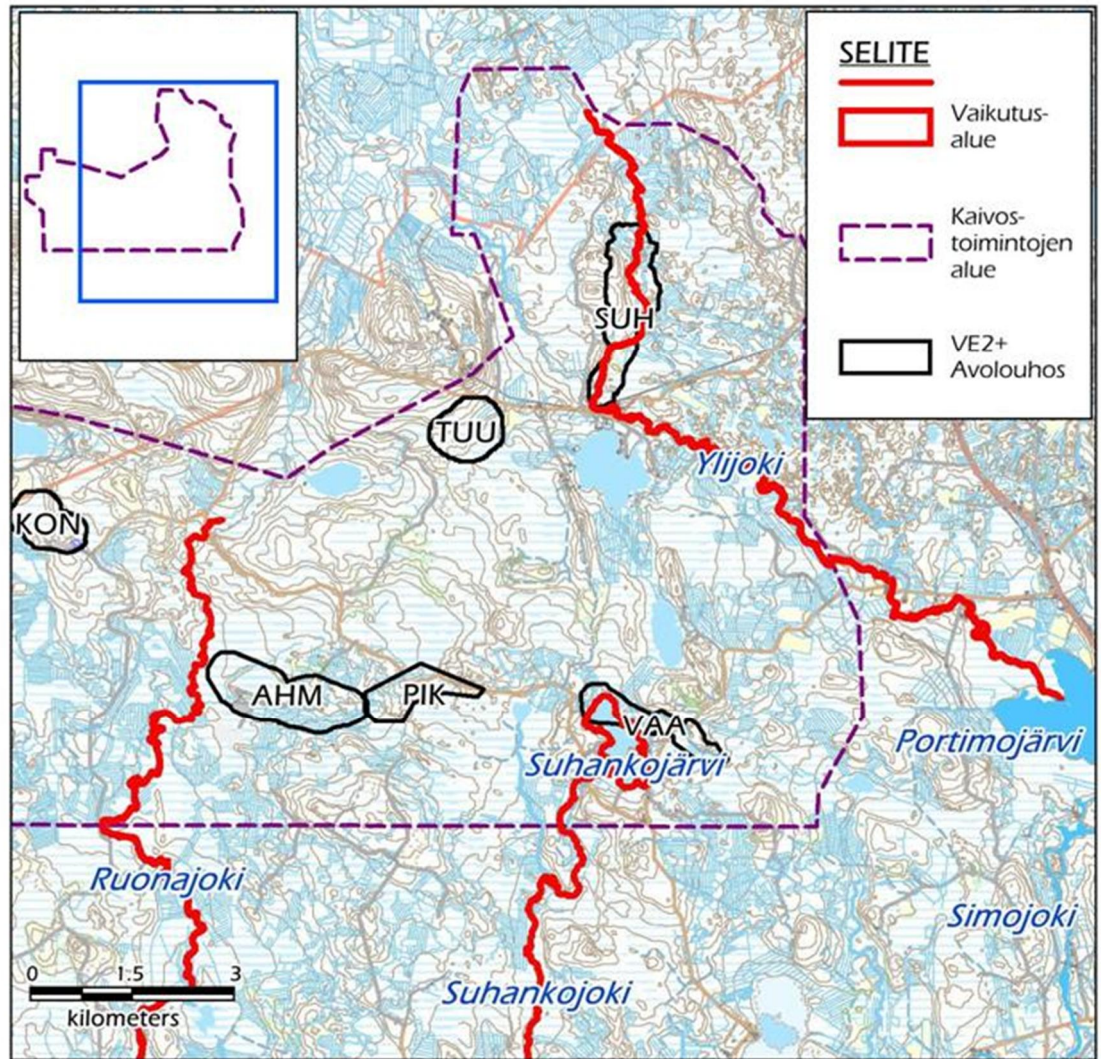 SELITE
Vaikutus-
alue
Kaivos-
toimintojen
alue
VE2+
Avolouhos
SUH
TUU
Ylijoki
KON
AHM
PIK
VAA
Suhankojärvi
Portimojärvi
Ruonajoki
Simojoki
Suhankojoki
0 1.5 3
kilometers